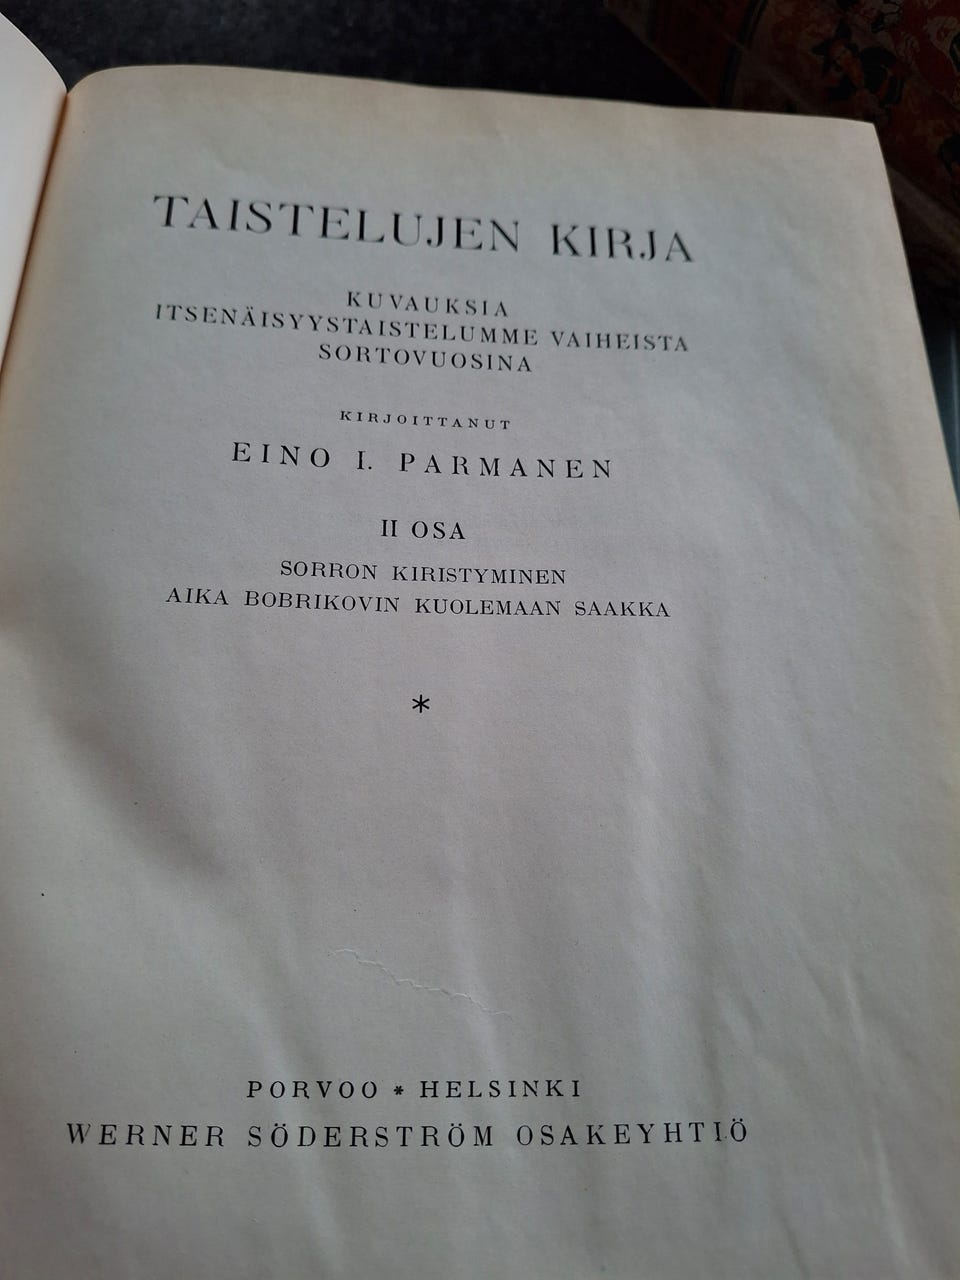 TAISTELUJEN KIRJA
KUVAUKSIA
ITSENÄISYYSTAISTELUMME VAIHEISTA
SORTOVUOSINA
KIRJOITTANUT
EINO I. PARMANEN
II OSA
SORRON KIRISTYMINEN
AIKA BOBRIKOVIN KUOLEMAAN SAAKKA
*
PORVOO * HELSINKI
WERNER SÖDERSTRÖM OSAKEYHTIÖ